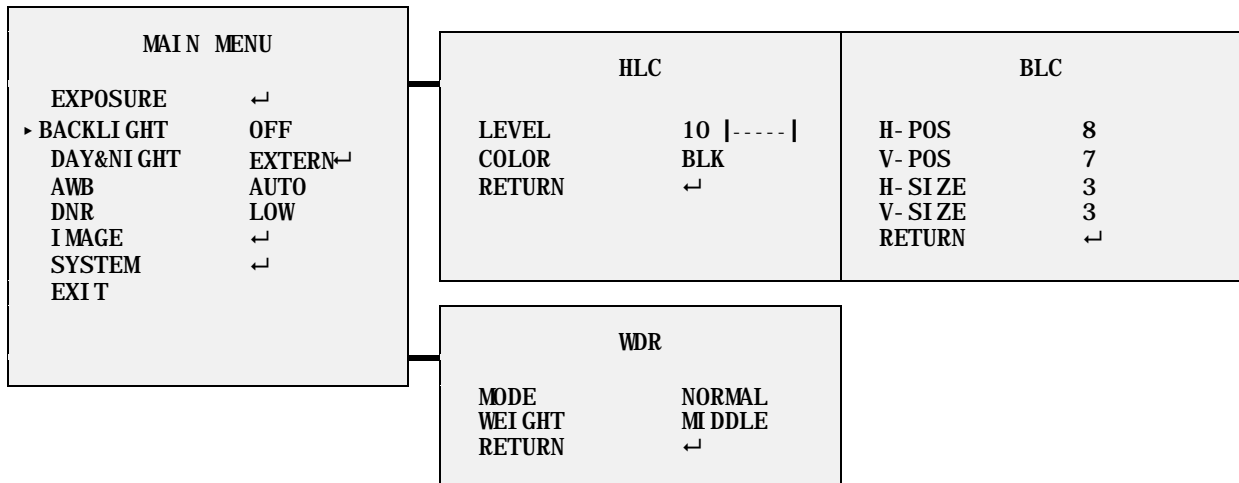 MAIN MENU
EXPOSURE ↵
▸ BACKLIGHT OFF
DAY&NIGHT EXTERN↵
AWB AUTO
DNR LOW
IMAGE ↵
SYSTEM ↵
EXIT
HLC
LEVEL 10 |-----|
COLOR BLK
RETURN ↵
BLC
H-POS 8
V-POS 7
H-SIZE 3
V-SIZE 3
RETURN ↵
WDR
MODE NORMAL
WEIGHT MIDDLE
RETURN ↵